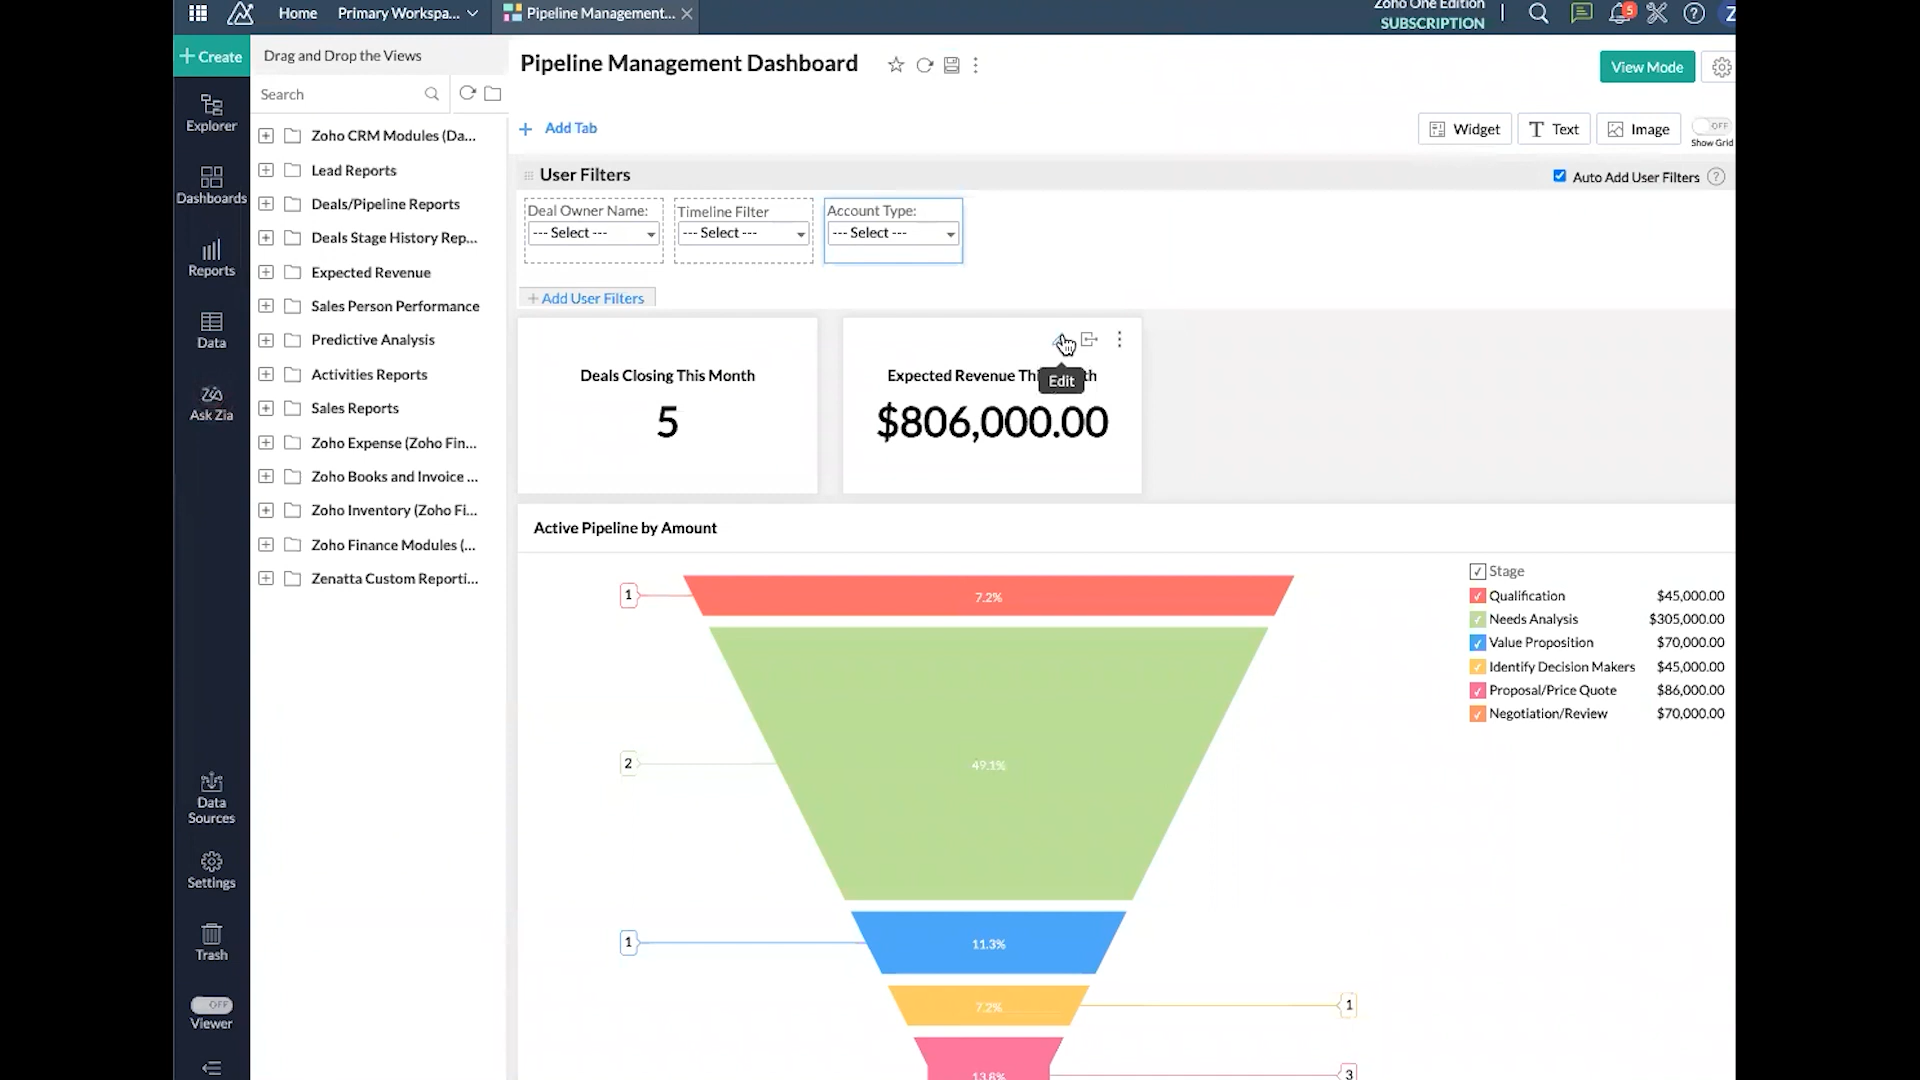 Home
Primary Workspa...
Pipeline Management...
Zoho One Edition
SUBSCRIPTION
5
Z
Create
Drag and Drop the Views
Search
Explorer
Dashboards
Reports
Data
Ask Zia
Data
Sources
Settings
Trash
OFF
Viewer
Zoho CRM Modules (Da...
Lead Reports
Deals/Pipeline Reports
Deals Stage History Rep...
Expected Revenue
Sales Person Performance
Predictive Analysis
Activities Reports
Sales Reports
Zoho Expense (Zoho Fin...
Zoho Books and Invoice ...
Zoho Inventory (Zoho Fi...
Zoho Finance Modules (...
Zenatta Custom Reporti...
Pipeline Management Dashboard
View Mode
+ Add Tab
Widget
Text
Image
OFF
Show Grid
User Filters
Auto Add User Filters
Deal Owner Name:
--- Select ---
Timeline Filter
--- Select ---
Account Type:
--- Select ---
+ Add User Filters
Deals Closing This Month
5
Expected Revenue Thi
th
Edit
$806,000.00
Active Pipeline by Amount
Stage
Qualification $45,000.00
Needs Analysis $305,000.00
Value Proposition $70,000.00
Identify Decision Makers $45,000.00
Proposal/Price Quote $86,000.00
Negotiation/Review $70,000.00
1
7.2%
2
49.1%
1
11.3%
7.2%
1
13.8%
3